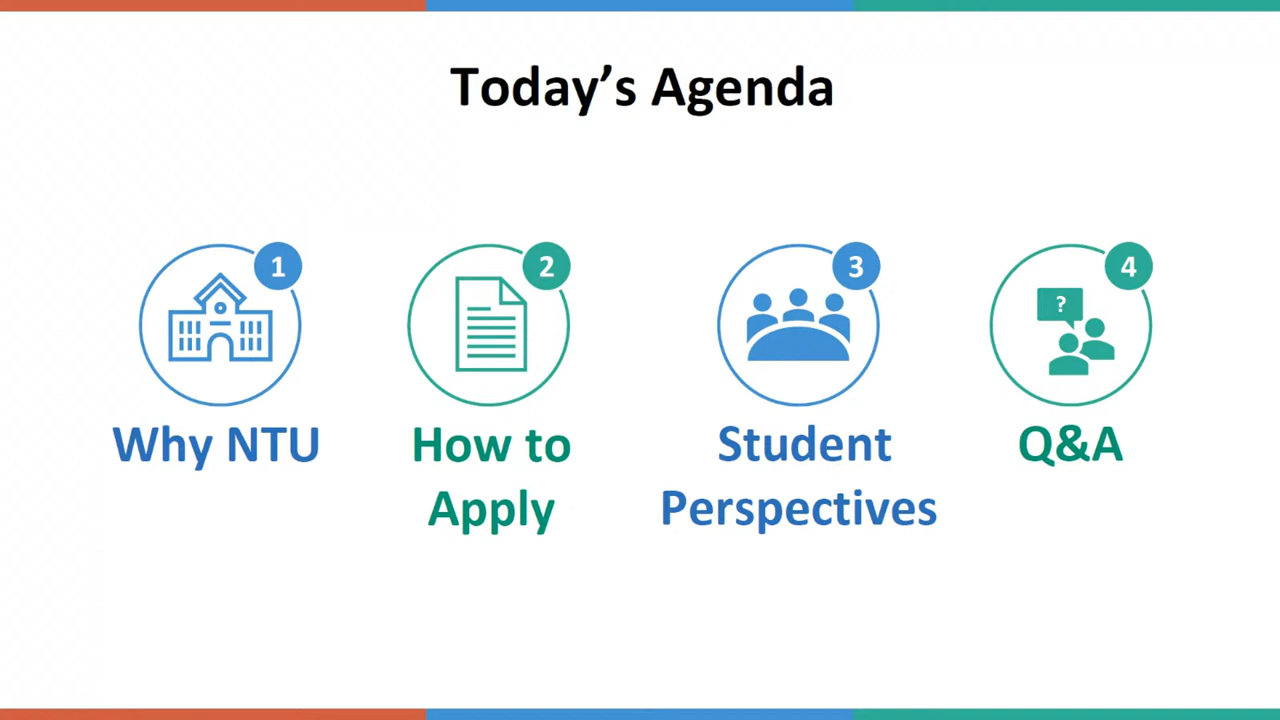 Today’s Agenda
1
Why NTU
2
How to
Apply
3
Student
Perspectives
?
4
Q&A